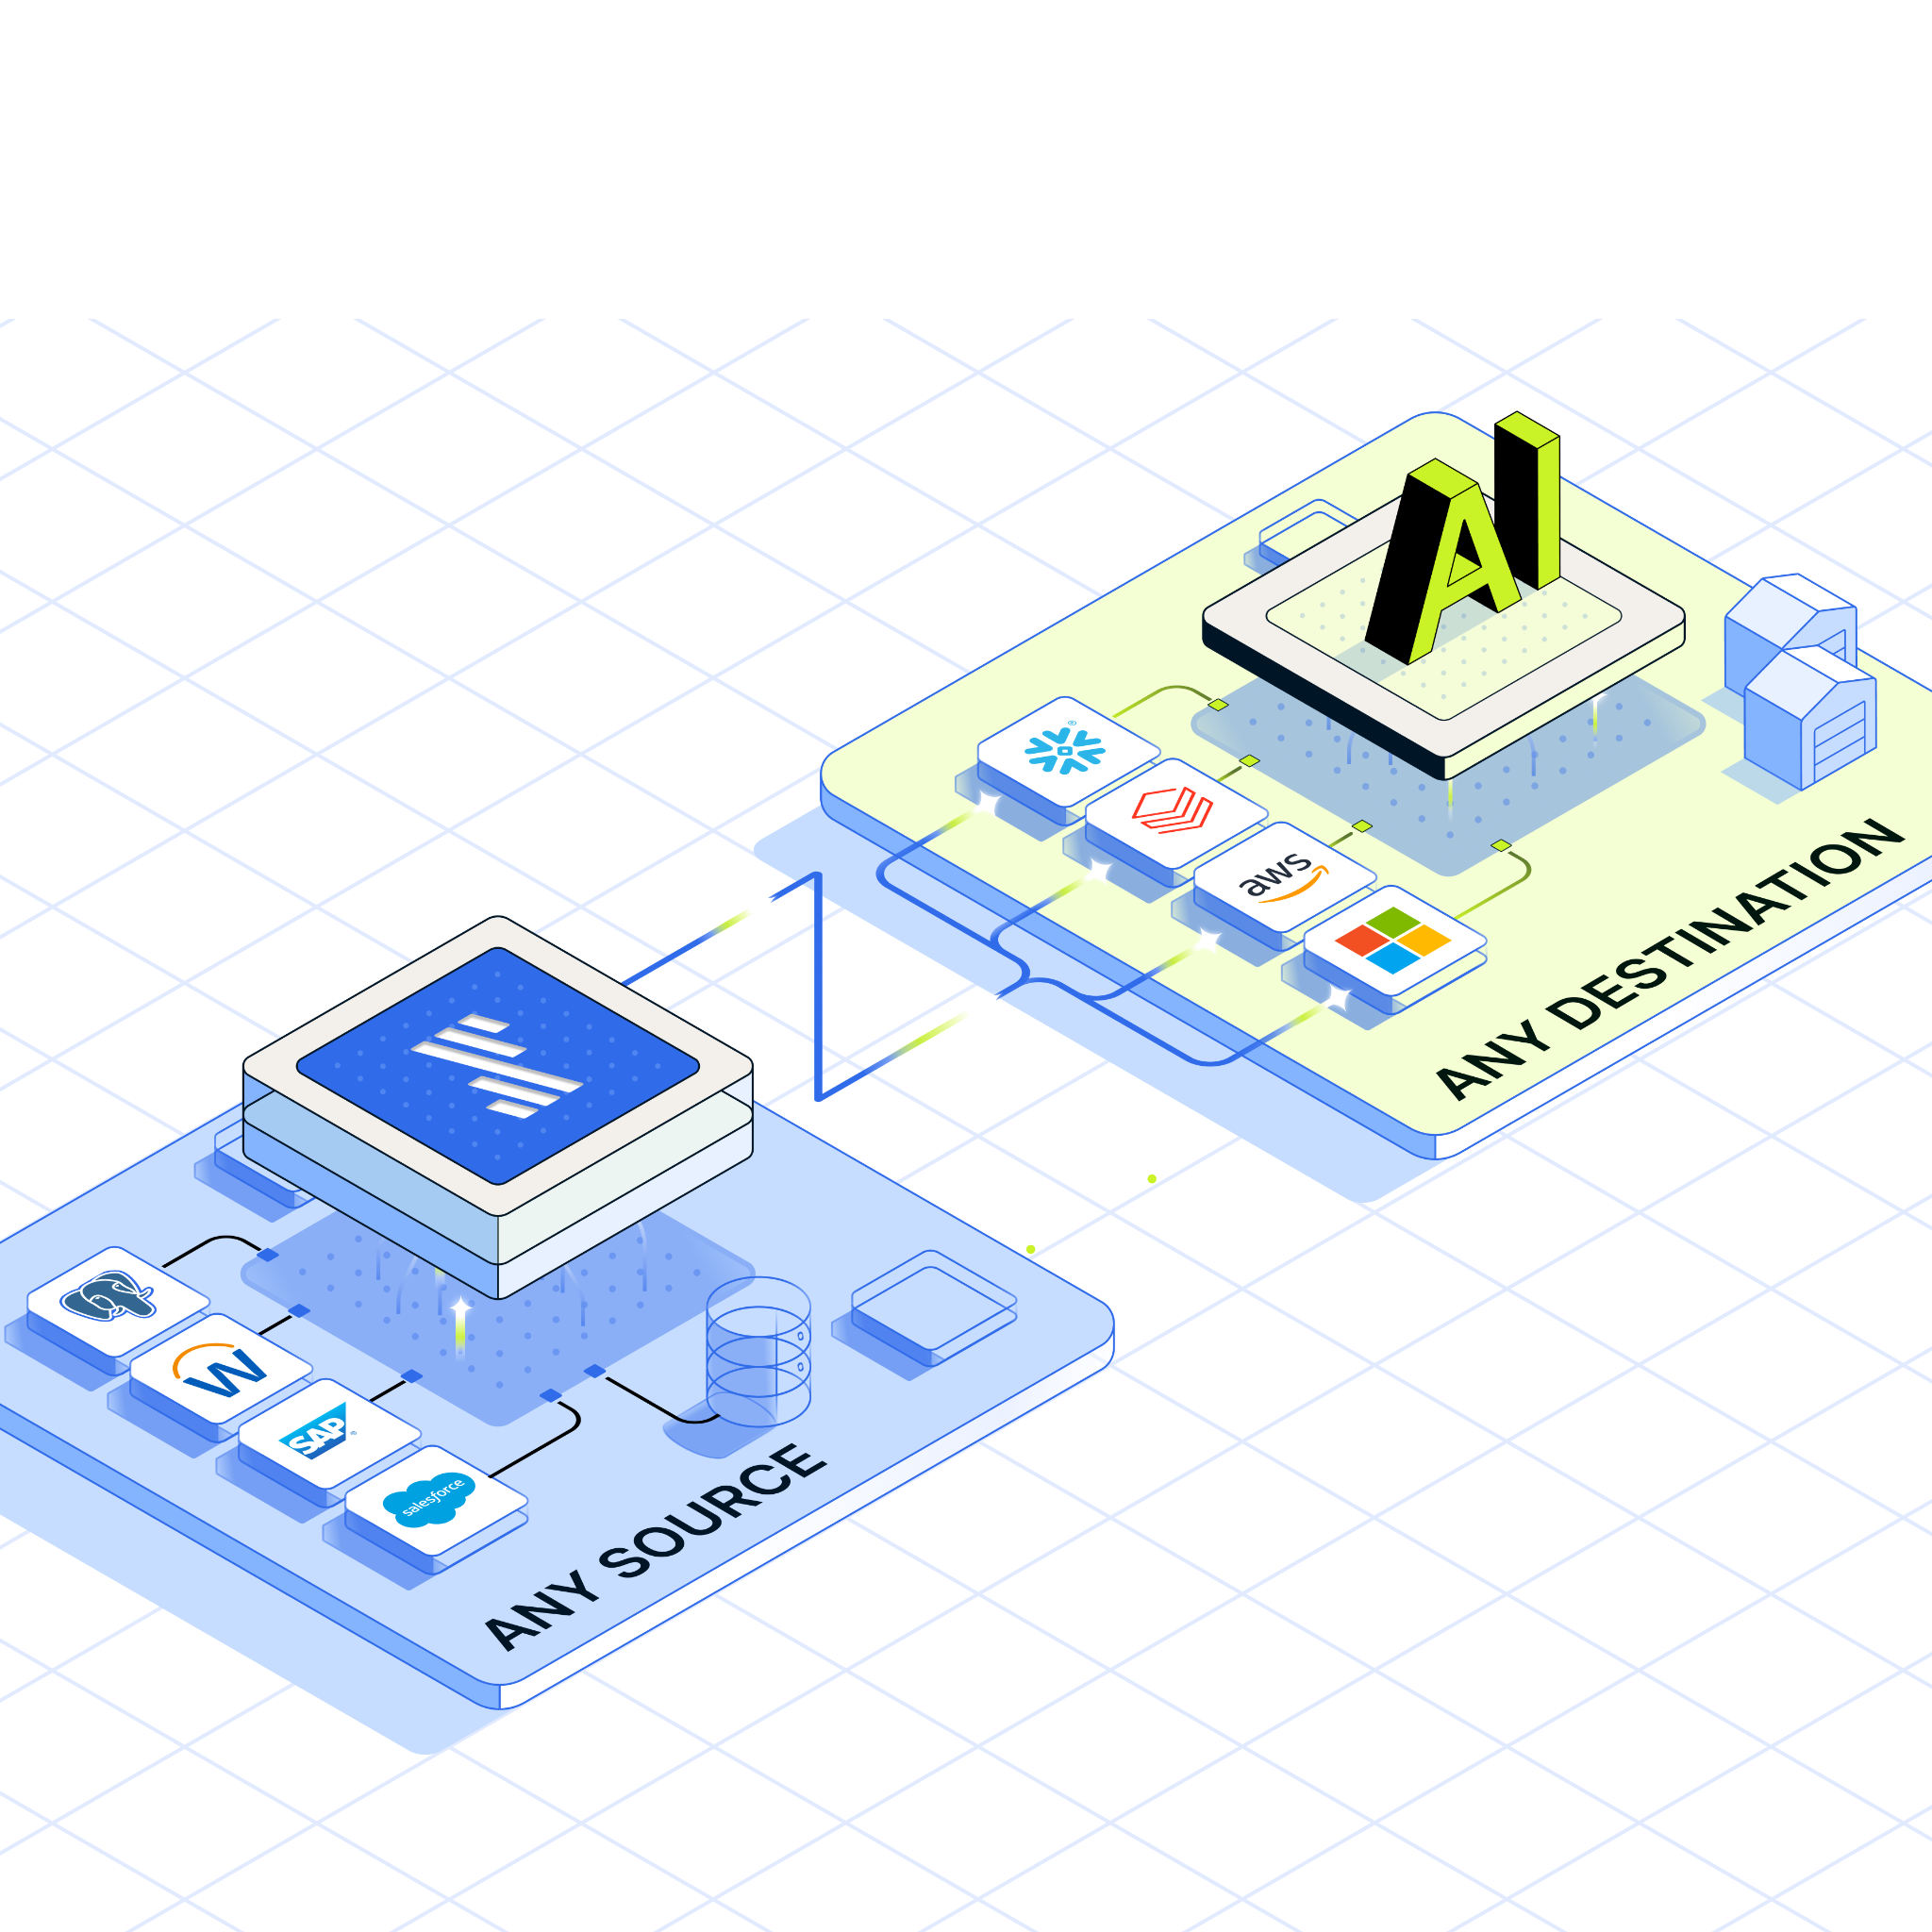 AI
aws
ANY DESTINATION
W
SAP
®
salesforce
ANY SOURCE